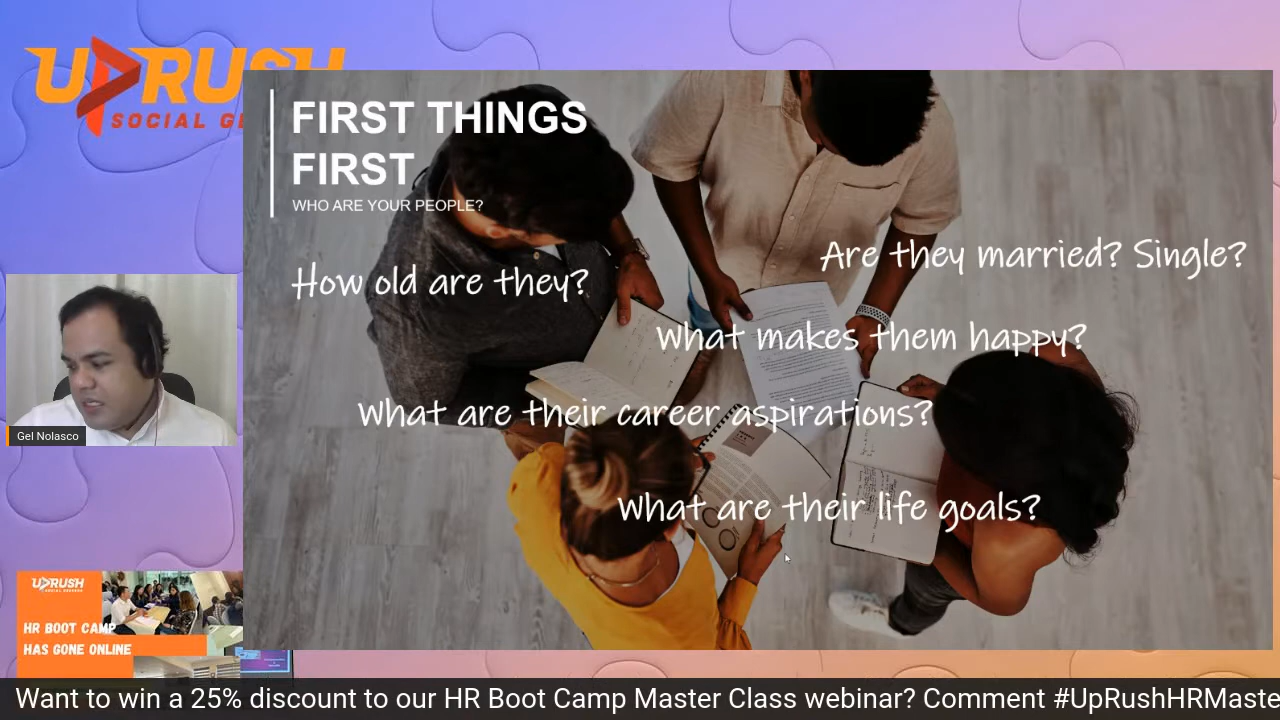 UPRUSH
SOCIAL GE
FIRST THINGS
FIRST
WHO ARE YOUR PEOPLE?
Are they married? Single?
How old are they?
What makes them happy?
What are their career aspirations?
What are their life goals?
Gel Nolasco
UPRUSH
HR BOOT CAMP
HAS GONE ONLINE
Want to win a 25% discount to our HR Boot Camp Master Class webinar? Comment #UpRushHRMaste